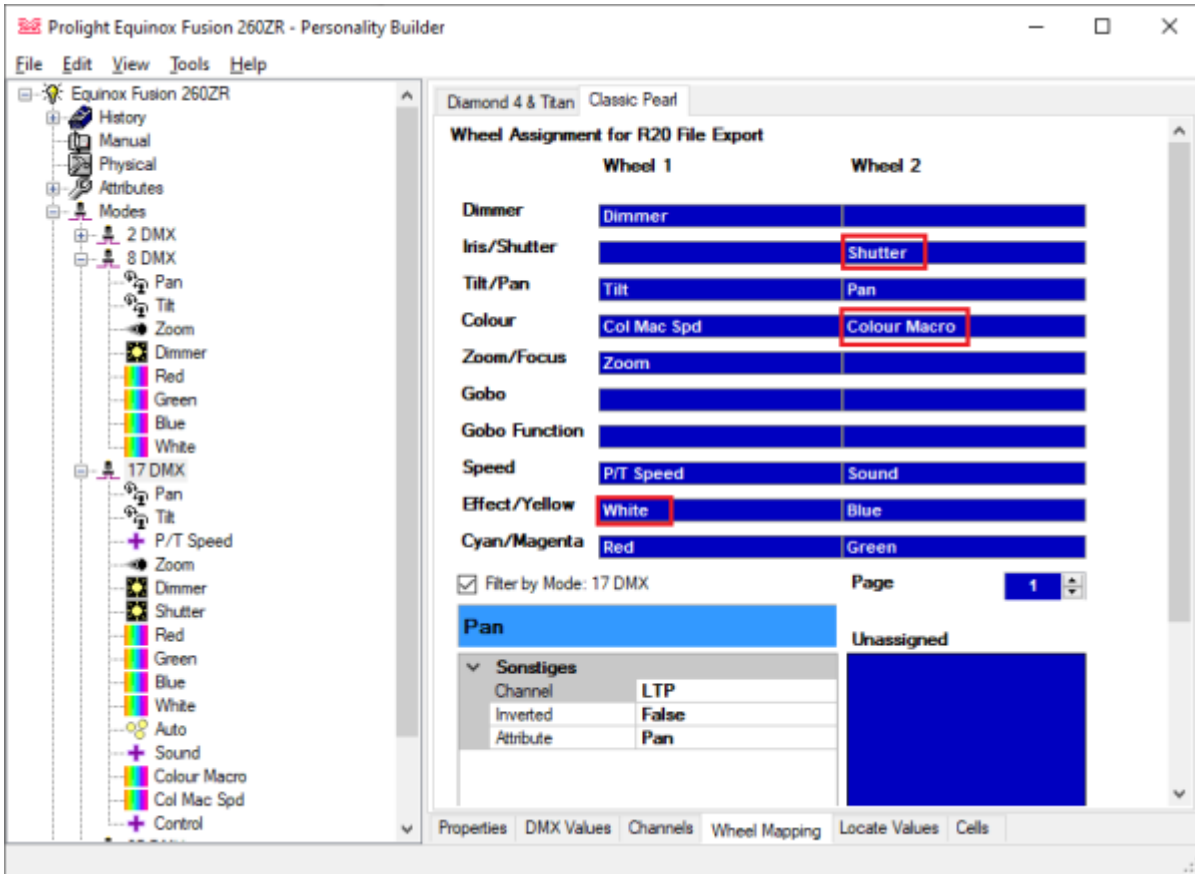 Prolight Equinox Fusion 260ZR - Personality Builder
File Edit View Tools Help
Equinox Fusion 260ZR
History
Manual
Physical
Attributes
Modes
2 DMX
8 DMX
Pan
Tilt
Zoom
Dimmer
Red
Green
Blue
White
17 DMX
Pan
Tilt
P/T Speed
Zoom
Dimmer
Shutter
Red
Green
Blue
White
Auto
Sound
Colour Macro
Col Mac Spd
Control
Diamond 4 & Titan Classic Pearl
Wheel Assignment for R20 File Export
Wheel 1 Wheel 2
Dimmer Dimmer
Iris/Shutter Shutter
Tilt/Pan Tilt Pan
Colour Col Mac Spd Colour Macro
Zoom/Focus Zoom
Gobo
Gobo Function
Speed P/T Speed Sound
Effect/Yellow White Blue
Cyan/Magenta Red Green
Filter by Mode: 17 DMX Page 1
Pan Unassigned
Sonstiges
Channel LTP
Inverted False
Attribute Pan
Properties DMX Values Channels Wheel Mapping Locate Values Cells